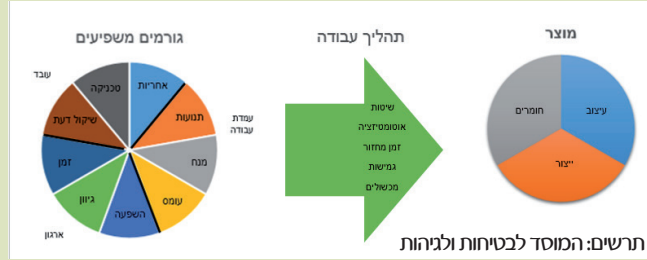 גורמים משפיעים
תהליך עבודה
מוצר
עובד
טכניקה
אחריות
תנועות
עמדת
עבודה
מנח
עומס
השפעה
גיוון
ארגון
זמן
שיקול דעת
שיטות
אוטומטיזציה
זמן מחזור
גמישות
מכשולים
חומרים
עיצוב
ייצור
תרשים: המוסד לבטיחות ולגיהות